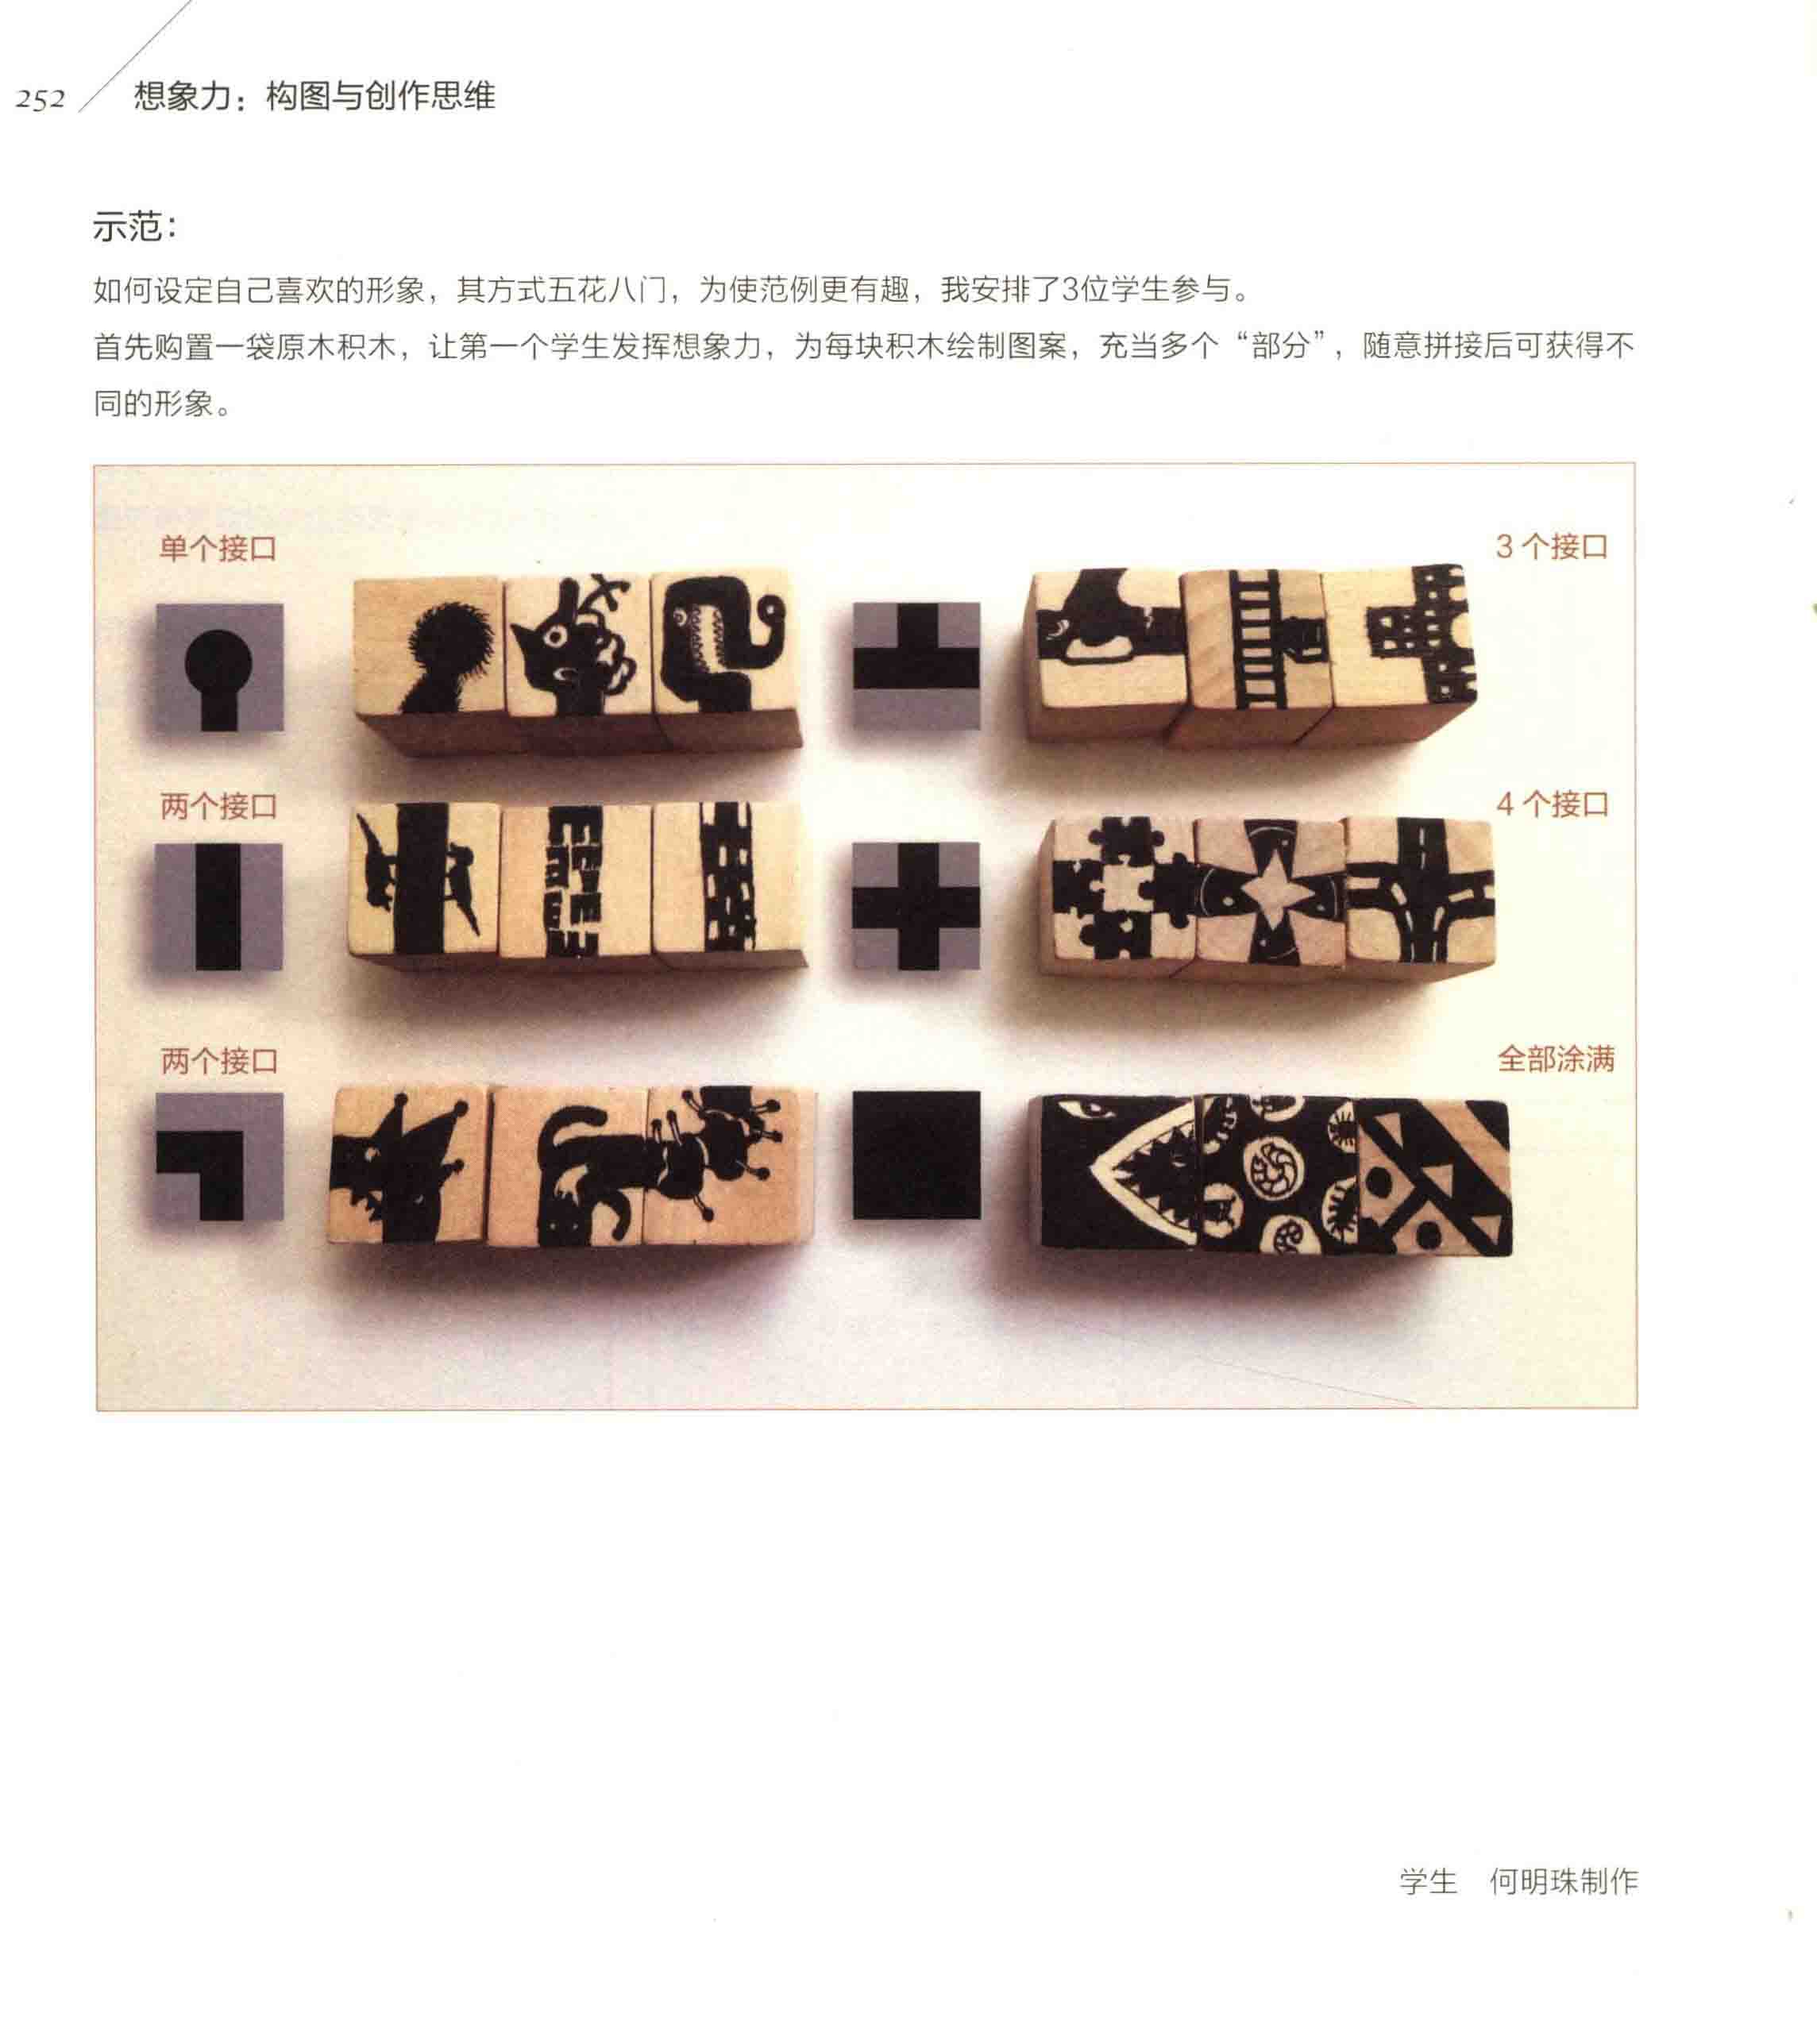 252
想象力：构图与创作思维
示范：
如何设定自己喜欢的形象，其方式五花八门，为使范例更有趣，我安排了3位学生参与。
首先购置一袋原木积木，让第一个学生发挥想象力，为每块积木绘制图案，充当多个“部分”，随意拼接后可获得不
同的形象。
单个接口
3 个接口
两个接口
4 个接口
两个接口
全部涂满
学生 何明珠制作